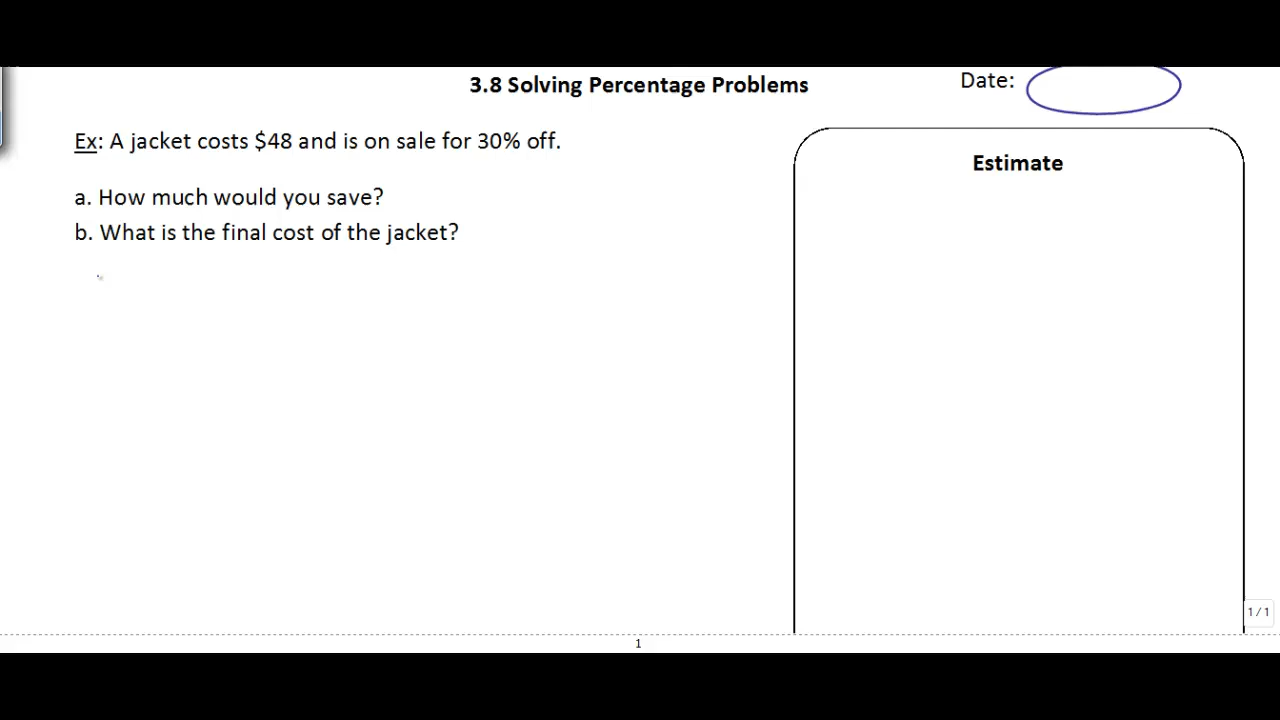 3.8 Solving Percentage Problems
Date:
Ex: A jacket costs $48 and is on sale for 30% off.
a. How much would you save?
b. What is the final cost of the jacket?
Estimate
1 / 1
1